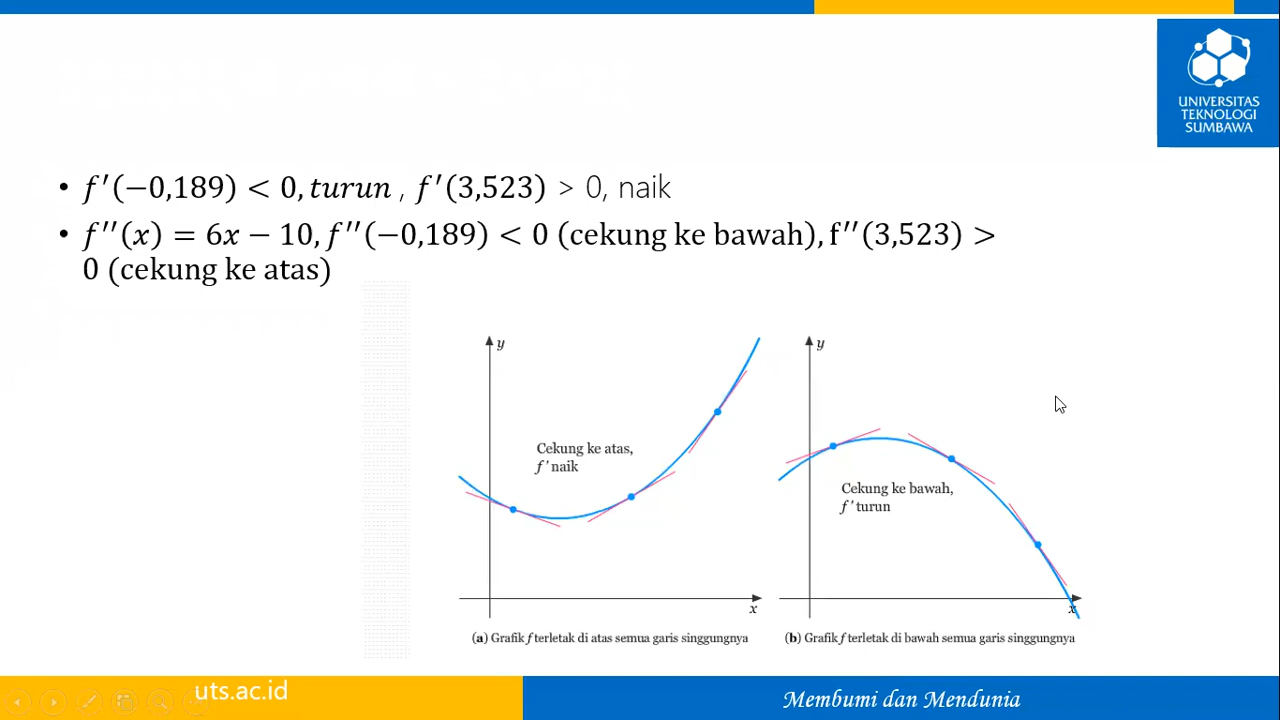 UNIVERSITAS
TEKNOLOGI
SUMBAWA
• f′(−0,189) < 0, turun , f′(3,523) > 0, naik
• f′′(x) = 6x − 10, f′′(−0,189) < 0 (cekung ke bawah), f′′(3,523) >
0 (cekung ke atas)
y
Cekung ke atas,
f′ naik
x
(a) Grafik f terletak di atas semua garis singgungnya
y
Cekung ke bawah,
f′ turun
x
(b) Grafik f terletak di bawah semua garis singgungnya
uts.ac.id
Membumi dan Mendunia